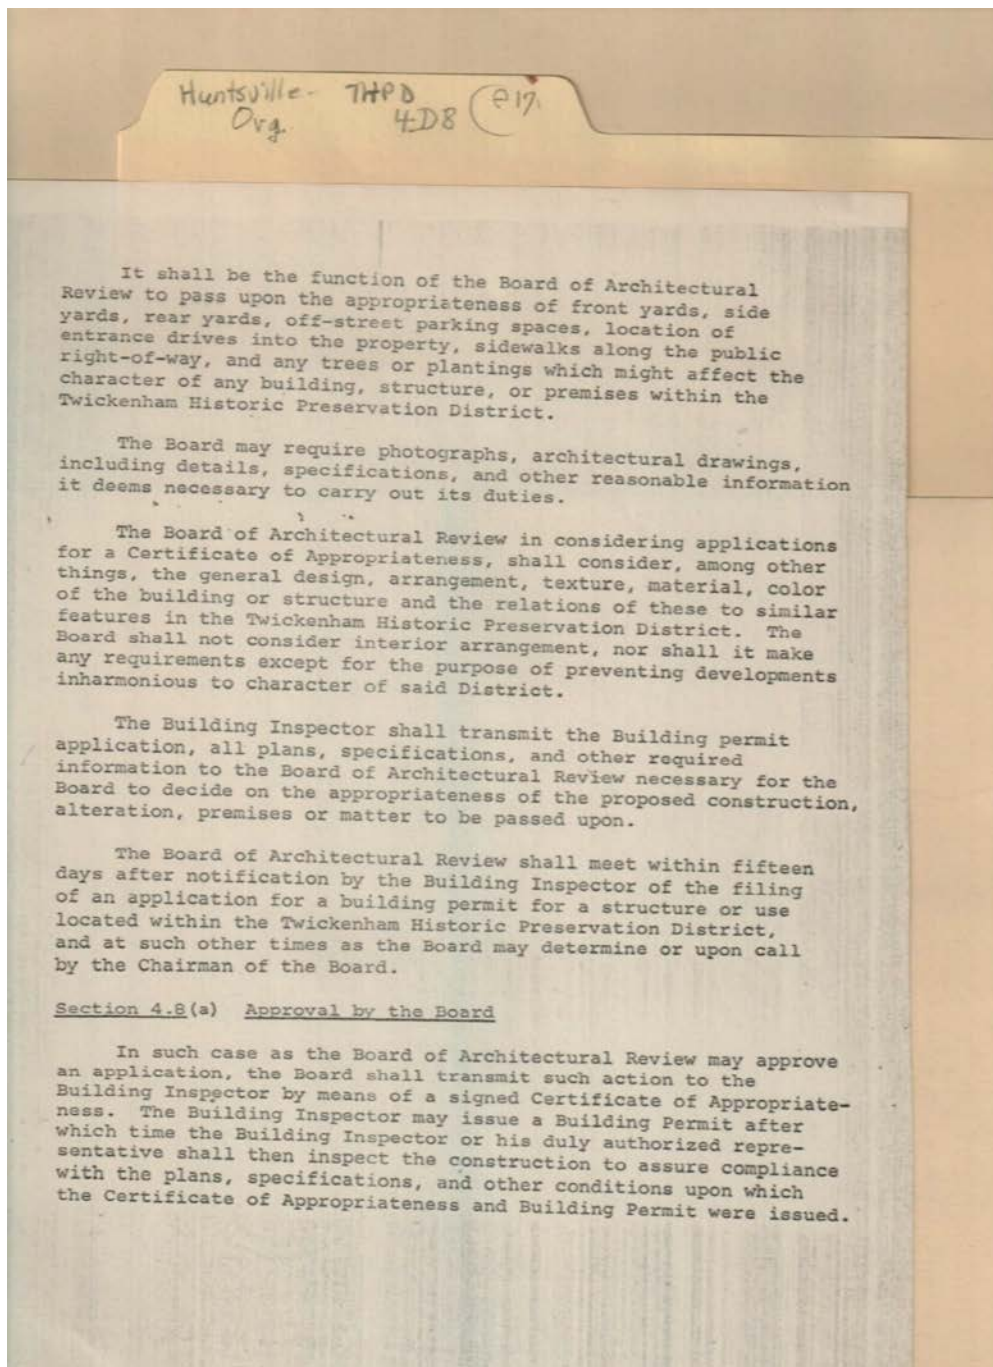 Huntsville- THPD
Org. 4D8
It shall be the function of the Board of Architectural
Review to pass upon the appropriateness of front yards, side
yards, rear yards, off-street parking spaces, location of
entrance drives into the property, sidewalks along the public
right-of-way, and any trees or plantings which might affect the
character of any building, structure, or premises within the
Twickenham Historic Preservation District.
The Board may require photographs, architectural drawings,
including details, specifications, and other reasonable information
it deems necessary to carry out its duties.
The Board of Architectural Review in considering applications
for a Certificate of Appropriateness, shall consider, among other
things, the general design, arrangement, texture, material, color
of the building or structure and the relations of these to similar
features in the Twickenham Historic Preservation District. The
Board shall not consider interior arrangement, nor shall it make
any requirements except for the purpose of preventing developments
inharmonious to character of said District.
The Building Inspector shall transmit the Building permit
application, all plans, specifications, and other required
information to the Board of Architectural Review necessary for the
Board to decide on the appropriateness of the proposed construction,
alteration, premises or matter to be passed upon.
The Board of Architectural Review shall meet within fifteen
days after notification by the Building Inspector of the filing
of an application for a building permit for a structure or use
located within the Twickenham Historic Preservation District,
and at such other times as the Board may determine or upon call
by the Chairman of the Board.
Section 4.8(a) Approval by the Board
In such case as the Board of Architectural Review may approve
an application, the Board shall transmit such action to the
Building Inspector by means of a signed Certificate of Appropriate-
ness. The Building Inspector may issue a Building Permit after
which time the Building Inspector or his duly authorized repre-
sentative shall then inspect the construction to assure compliance
with the plans, specifications, and other conditions upon which
the Certificate of Appropriateness and Building Permit were issued.